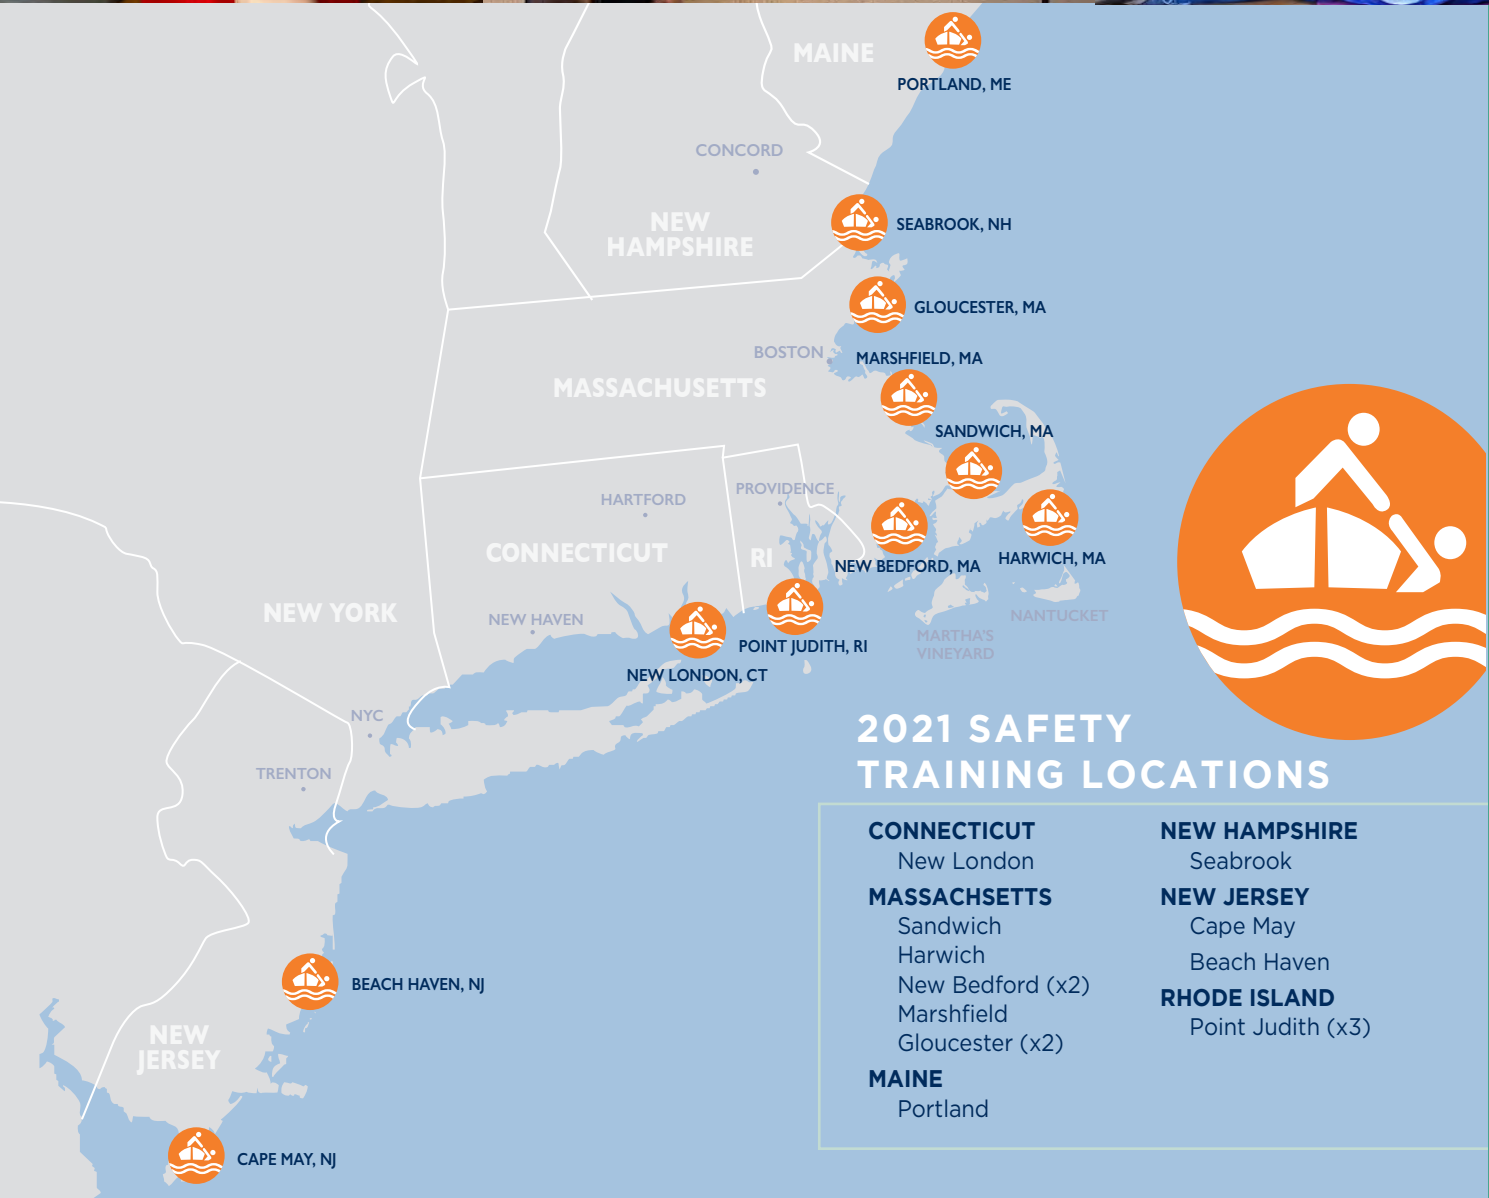 MAINE
PORTLAND, ME
CONCORD
NEW
HAMPSHIRE
SEABROOK, NH
GLOUCESTER, MA
BOSTON
MARSHFIELD, MA
MASSACHUSETTS
SANDWICH, MA
HARTFORD
PROVIDENCE
CONNECTICUT
RI
NEW BEDFORD, MA
HARWICH, MA
NEW YORK
NEW HAVEN
NANTUCKET
MARTHA'S
VINEYARD
POINT JUDITH, RI
NEW LONDON, CT
NYC
TRENTON
BEACH HAVEN, NJ
NEW
JERSEY
CAPE MAY, NJ
2021 SAFETY
TRAINING LOCATIONS
CONNECTICUT
New London
MASSACHSETTS
Sandwich
Harwich
New Bedford (x2)
Marshfield
Gloucester (x2)
MAINE
Portland
NEW HAMPSHIRE
Seabrook
NEW JERSEY
Cape May
Beach Haven
RHODE ISLAND
Point Judith (x3)